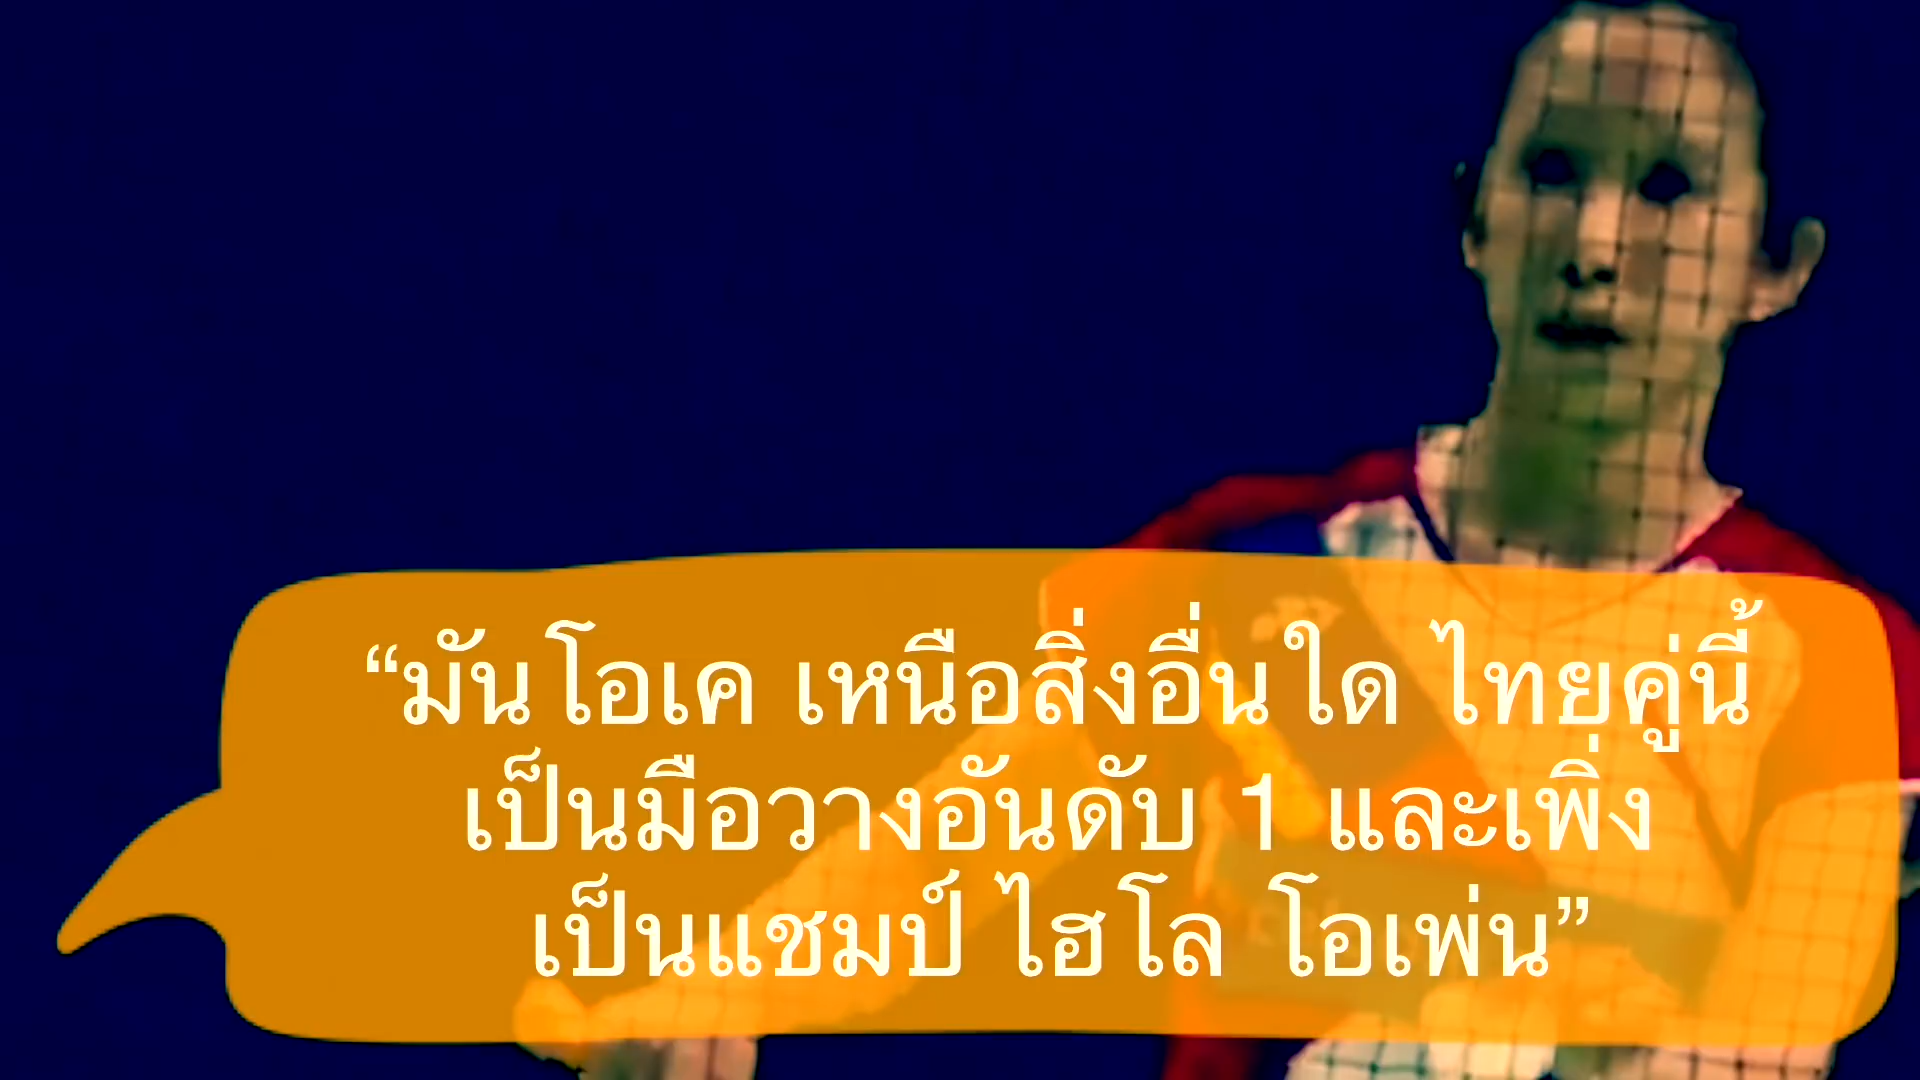 “มันโอเค เหนือสิ่งอื่นใด ไทยคู่นี้
เป็นมือวางอันดับ 1 และเพิ่ง
เป็นแชมป์ ไฮโล โอเพ่น”